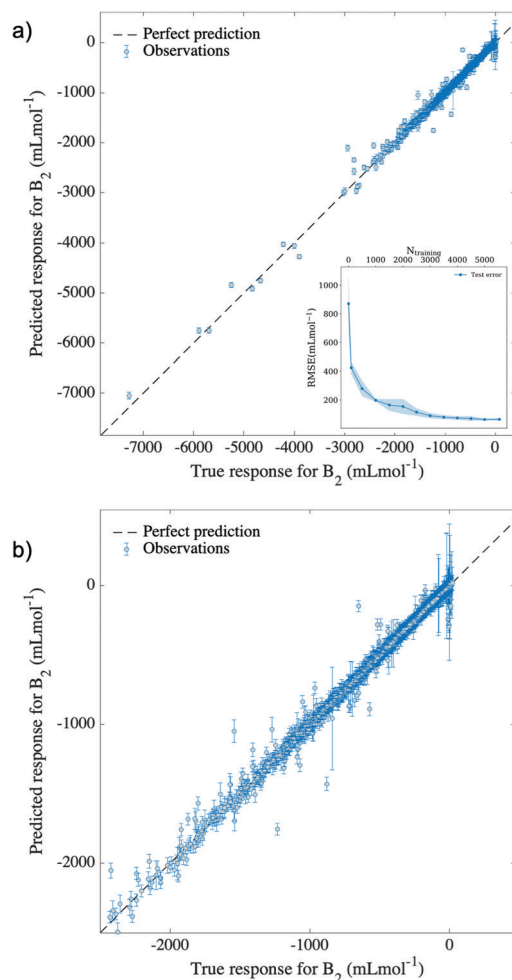 a)
Perfect prediction
Observations
0
-1000
-2000
-3000
-4000
-5000
-6000
-7000
Predicted response for B2 (mLmol-1)
Ntraining
0 1000 2000 3000 4000 5000
Test error
1000
800
600
400
200
RMSE(mLmol−1)
-7000 -6000 -5000 -4000 -3000 -2000 -1000 0
True response for B2 (mLmol-1)
b)
Perfect prediction
Observations
0
-1000
-2000
Predicted response for B2 (mLmol-1)
-2000 -1000 0
True response for B2 (mLmol-1)